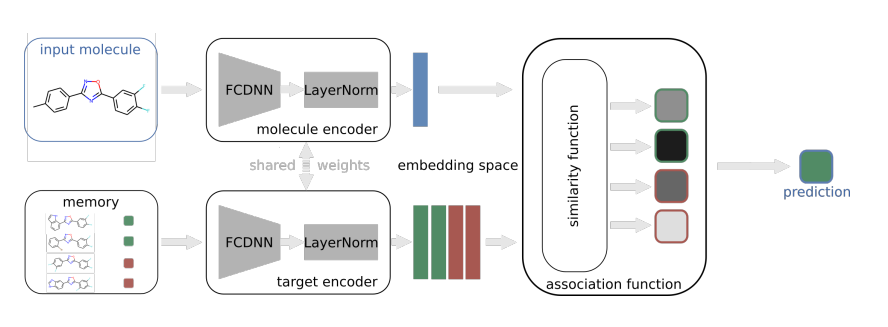 input molecule
FCDNN
LayerNorm
molecule encoder
shared weights
embedding space
memory
FCDNN
LayerNorm
target encoder
similarity function
association function
prediction